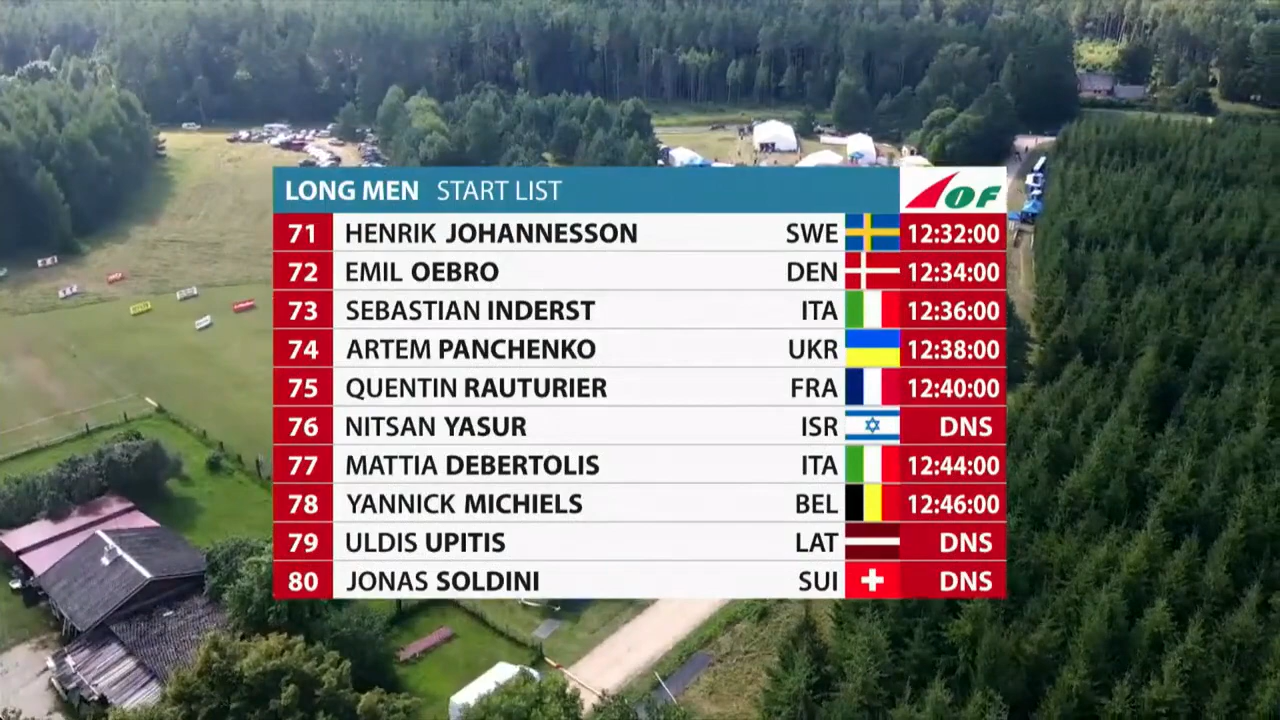 LONG MEN START LIST IOF
71 HENRIK JOHANNESSON SWE 12:32:00
72 EMIL OEBRO DEN 12:34:00
73 SEBASTIAN INDERST ITA 12:36:00
74 ARTEM PANCHENKO UKR 12:38:00
75 QUENTIN RAUTURIER FRA 12:40:00
76 NITSAN YASUR ISR DNS
77 MATTIA DEBERTOLIS ITA 12:44:00
78 YANNICK MICHIELS BEL 12:46:00
79 ULDIS UPITIS LAT DNS
80 JONAS SOLDINI SUI DNS